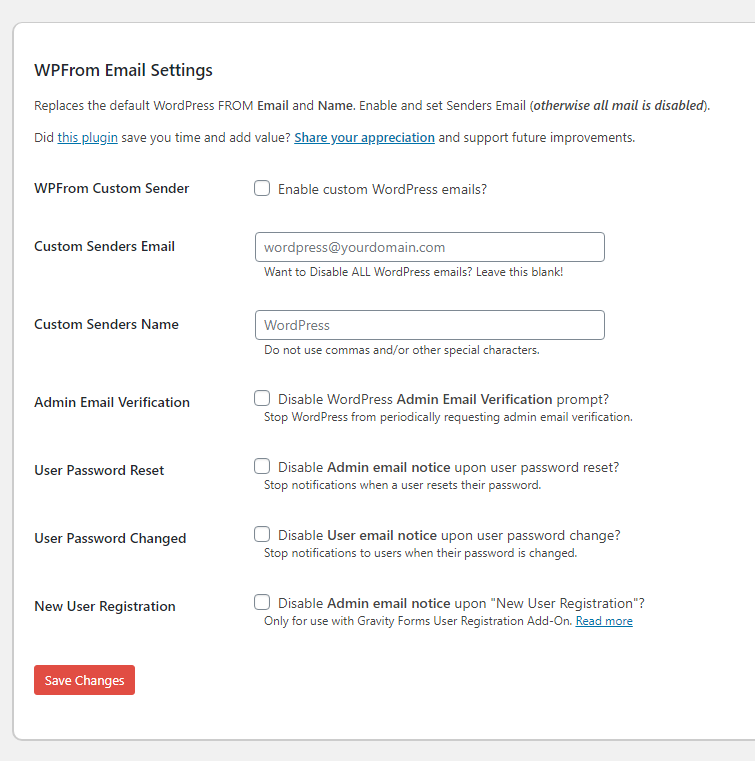 WPFrom Email Settings
Replaces the default WordPress FROM Email and Name. Enable and set Senders Email (otherwise all mail is disabled).
Did this plugin save you time and add value? Share your appreciation and support future improvements.
WPFrom Custom Sender
Enable custom WordPress emails?
Custom Senders Email
wordpress@yourdomain.com
Want to Disable ALL WordPress emails? Leave this blank!
Custom Senders Name
WordPress
Do not use commas and/or other special characters.
Admin Email Verification
Disable WordPress Admin Email Verification prompt?
Stop WordPress from periodically requesting admin email verification.
User Password Reset
Disable Admin email notice upon user password reset?
Stop notifications when a user resets their password.
User Password Changed
Disable User email notice upon user password change?
Stop notifications to users when their password is changed.
New User Registration
Disable Admin email notice upon "New User Registration"?
Only for use with Gravity Forms User Registration Add-On. Read more
Save Changes